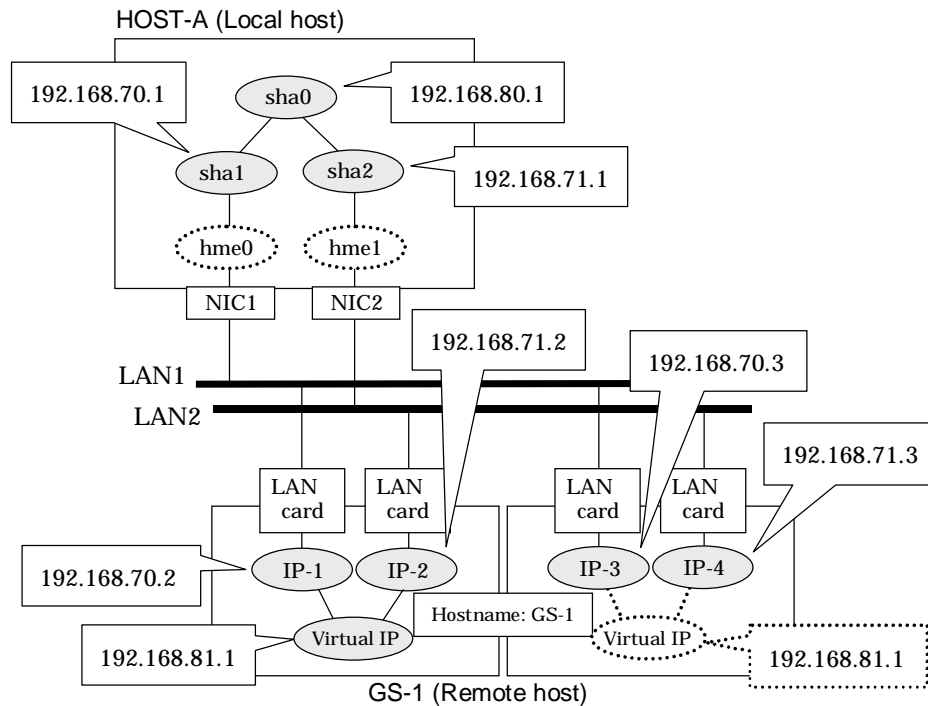 HOST-A (Local host)
192.168.70.1
sha0
192.168.80.1
sha1
sha2
192.168.71.1
hme0
hme1
NIC1
NIC2
192.168.71.2
192.168.70.3
LAN1
LAN2
192.168.71.3
LAN
card
LAN
card
LAN
card
LAN
card
192.168.70.2
IP-1
IP-2
IP-3
IP-4
Hostname: GS-1
192.168.81.1
Virtual IP
Virtual IP
192.168.81.1
GS-1 (Remote host)